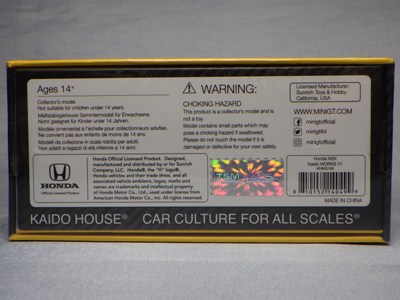 Ages 14+
Collector's model.
Not suitable for children under 14 years.
Maßstabsgetreues Sammlermodell für Erwachsene.
Nicht geeignet für Kinder unter 14 Jahren.
Modèle ornemental à l'échelle pour collectionneurs adultes.
Ne convient pas aux enfants de moins de 14 ans.
Modello da collezione in scala ridotta per adulti.
Non adatti a ragazzi di età inferiore a 14 anni.
WARNING:
CHOKING HAZARD
This product is a collector's model and is
not a toy.
Model contains small parts which may
pose a hazard if swallowed.
Please do not touch the model if it is
damaged or defective for your own safety.
Licensed Manufacturer:
Sunrich Toys & Hobby
California, USA
WWW.MINIGT.COM
minigtofficial
minigt64
minigtofficial
HONDA
Official Licensed Product
Honda Official Licensed Product. Designed,
manufactured and distributed by or for Sunrich
Company, LLC. Honda®, the "H" logo®,
Honda vehicles and their trade dress, and all
associated vehicle emblems, logos, marks and
trade dress are intellectual property of
Honda Motor Co., Ltd., used under license from
American Honda Motor Co., Inc.
TSM
Honda NSX
Kaido WORKS V1
MADE IN CHINA
KAIDO HOUSE® CAR CULTURE FOR ALL SCALES®